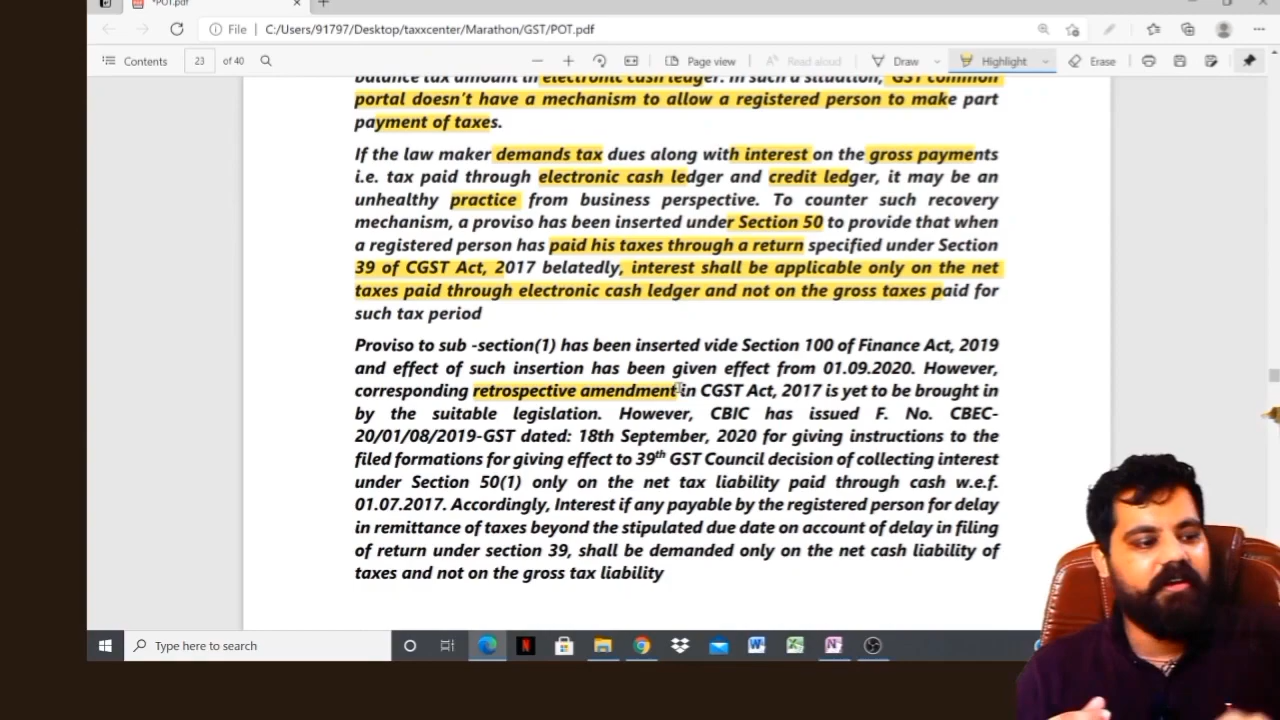 *POT.pdf
File
C:/Users/91797/Desktop/taxxcenter/Marathon/GST/POT.pdf
Contents
23
of 40
Page view
Read aloud
Draw
Highlight
Erase
balance tax amount in electronic cash ledger. In such a situation, GST common
portal doesn't have a mechanism to allow a registered person to make part
payment of taxes.
If the law maker demands tax dues along with interest on the gross payments
i.e. tax paid through electronic cash ledger and credit ledger, it may be an
unhealthy practice from business perspective. To counter such recovery
mechanism, a proviso has been inserted under Section 50 to provide that when
a registered person has paid his taxes through a return specified under Section
39 of CGST Act, 2017 belatedly, interest shall be applicable only on the net
taxes paid through electronic cash ledger and not on the gross taxes paid for
such tax period
Proviso to sub -section(1) has been inserted vide Section 100 of Finance Act, 2019
and effect of such insertion has been given effect from 01.09.2020. However,
corresponding retrospective amendment in CGST Act, 2017 is yet to be brought in
by the suitable legislation. However, CBIC has issued F. No. CBEC-
20/01/08/2019-GST dated: 18th September, 2020 for giving instructions to the
filed formations for giving effect to 39th GST Council decision of collecting interest
under Section 50(1) only on the net tax liability paid through cash w.e.f.
01.07.2017. Accordingly, Interest if any payable by the registered person for delay
in remittance of taxes beyond the stipulated due date on account of delay in filing
of return under section 39, shall be demanded only on the net cash liability of
taxes and not on the gross tax liability
Type here to search